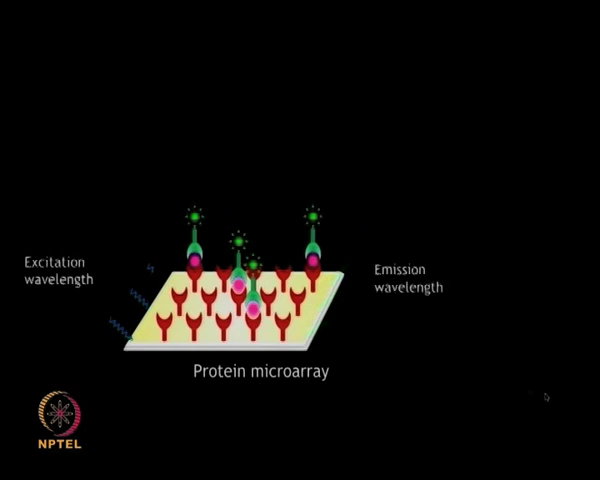 Excitation
wavelength
Emission
wavelength
Protein microarray
NPTEL